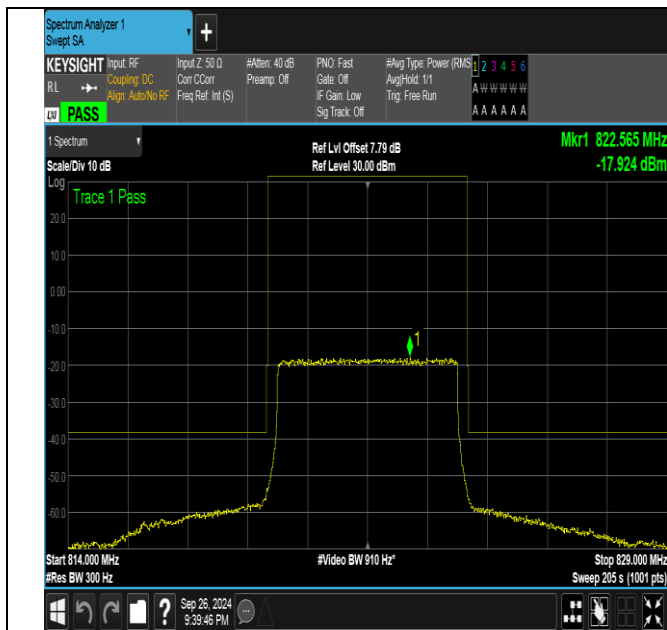 Spectrum Analyzer 1
Swept SA
+
KEYSIGHT
RL
LXI PASS
Input: RF
Coupling: DC
Align: Auto/No RF
Input Z: 50 Ω
Corr CCorr
Freq Ref: Int (S)
#Atten: 40 dB
Preamp: Off
PNO: Fast
Gate: Off
IF Gain: Low
Sig Track: Off
#Avg Type: Power (RMS
Avg|Hold: 1/1
Trig: Free Run
1 2 3 4 5 6
A W W W W W
A A A A A A
1 Spectrum
Scale/Div 10 dB
Ref Lvl Offset 7.79 dB
Ref Level 30.00 dBm
Mkr1 822.565 MHz
-17.924 dBm
Log
Trace 1 Pass
20.0
10.0
0.00
-10.0
-20.0
-30.0
-40.0
-50.0
-60.0
1
Start 814.000 MHz
#Res BW 300 Hz
#Video BW 910 Hz*
Stop 829.000 MHz
Sweep 205 s (1001 pts)
?
Sep 26, 2024
9:39:46 PM